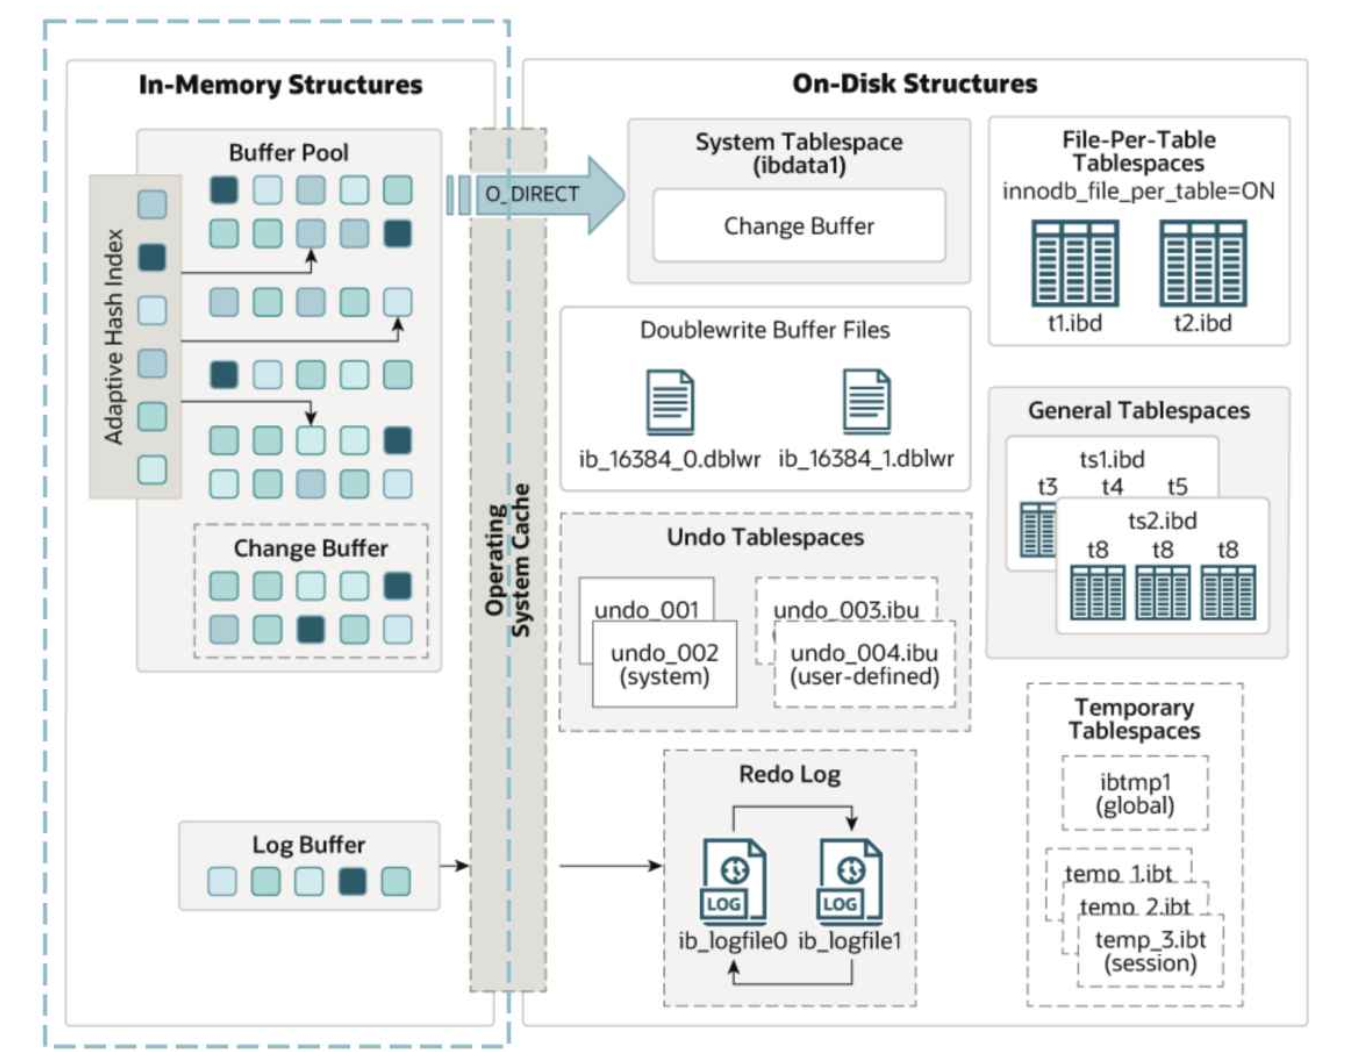 In-Memory Structures
Buffer Pool
Adaptive Hash Index
Change Buffer
Log Buffer
Operating
System Cache
O_DIRECT
On-Disk Structures
System Tablespace
(ibdata1)
Change Buffer
Doublewrite Buffer Files
ib_16384_0.dblwr
ib_16384_1.dblwr
Undo Tablespaces
undo_001
undo_002
(system)
undo_003.ibu
undo_004.ibu
(user-defined)
Redo Log
LOG
LOG
ib_logfile0
ib_logfile1
File-Per-Table
Tablespaces
innodb_file_per_table=ON
t1.ibd
t2.ibd
General Tablespaces
ts1.ibd
t3 t4 t5
ts2.ibd
t8 t8 t8
Temporary
Tablespaces
ibtmp1
(global)
temp_1.ibt
temp_2.ibt
temp_3.ibt
(session)